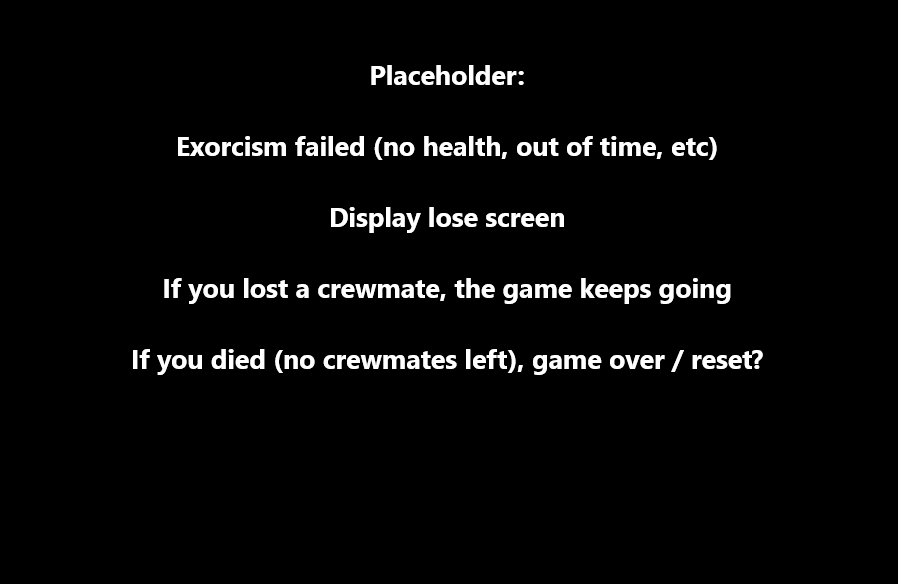 Placeholder:
Exorcism failed (no health, out of time, etc)
Display lose screen
If you lost a crewmate, the game keeps going
If you died (no crewmates left), game over / reset?